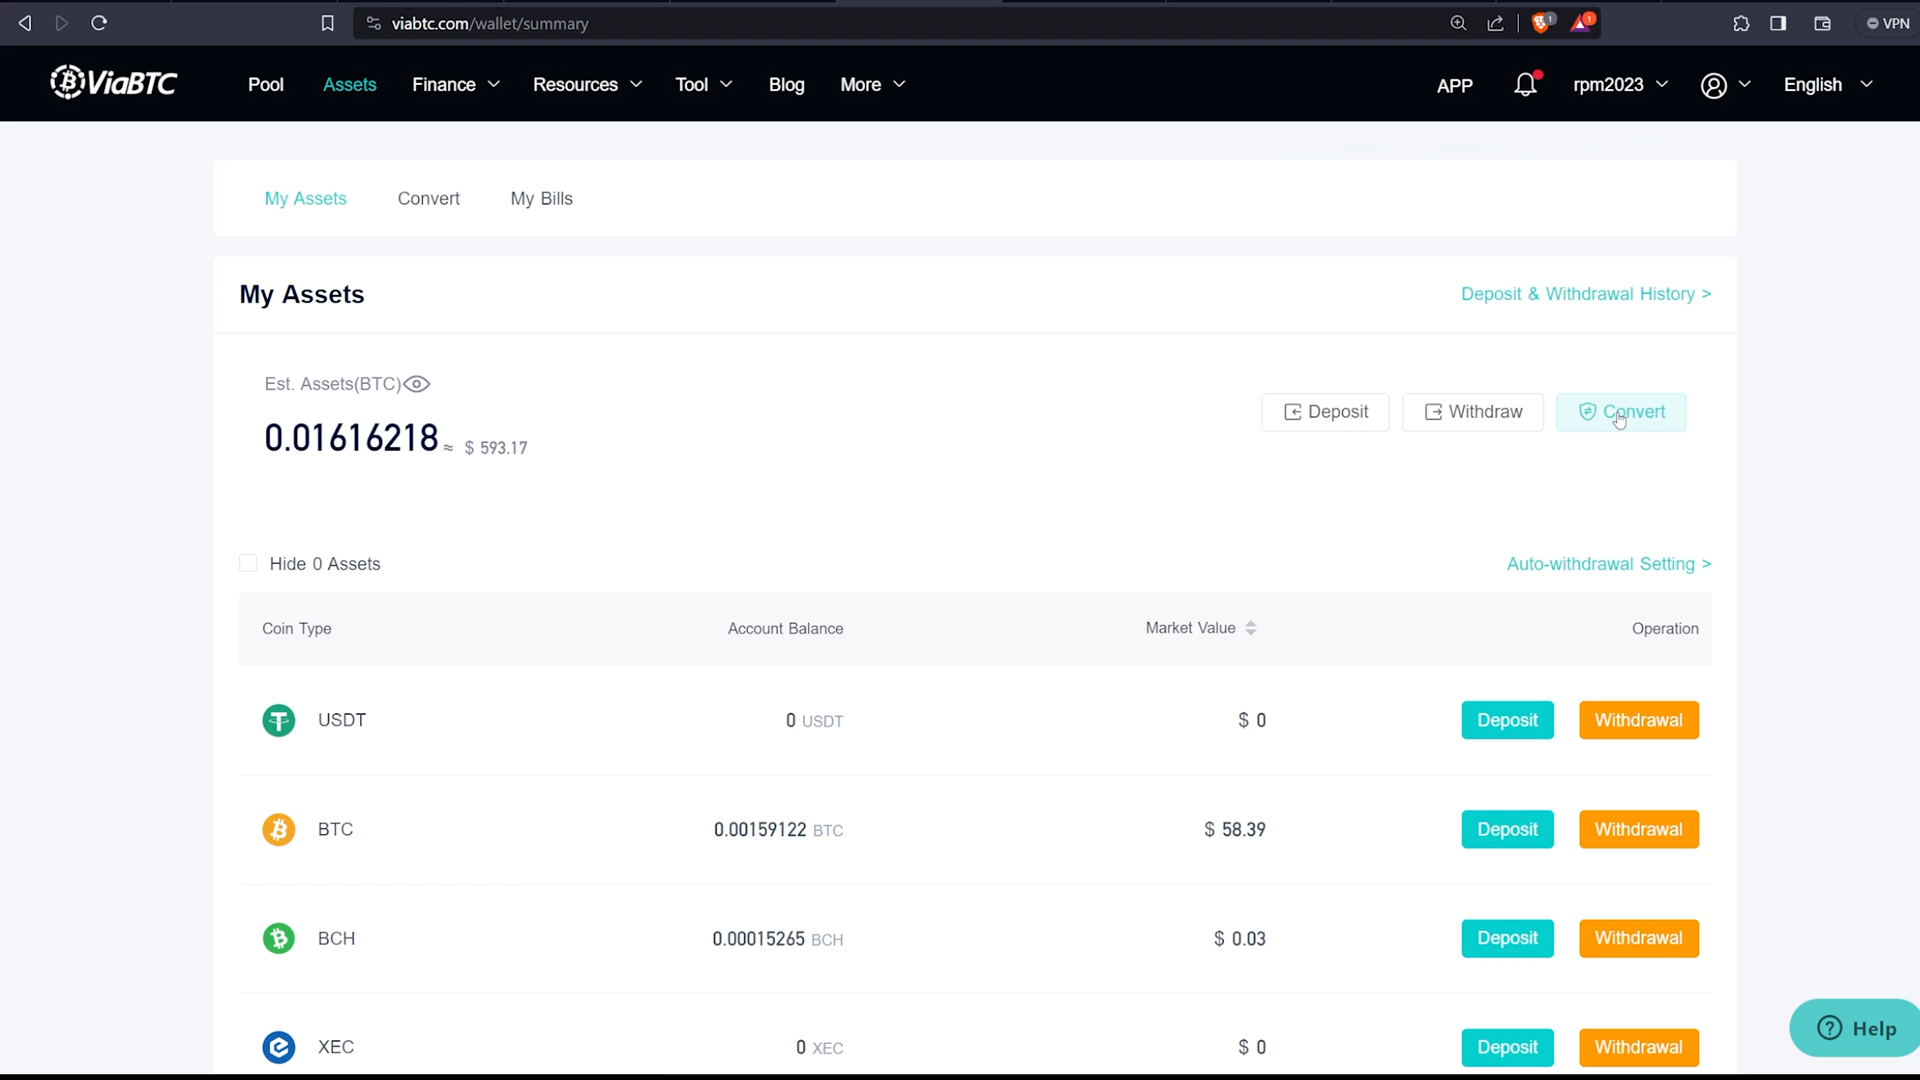 viabtc.com/wallet/summary
1
1
VPN
ViaBTC
Pool
Assets
Finance
Resources
Tool
Blog
More
APP
rpm2023
English
My Assets
Convert
My Bills
My Assets
Deposit & Withdrawal History >
Est. Assets(BTC)
0.01616218 ≈ $ 593.17
Deposit
Withdraw
Convert
Hide 0 Assets
Auto-withdrawal Setting >
Coin Type
Account Balance
Market Value
Operation
USDT
0 USDT
$ 0
Deposit
Withdrawal
BTC
0.00159122 BTC
$ 58.39
Deposit
Withdrawal
BCH
0.00015265 BCH
$ 0.03
Deposit
Withdrawal
XEC
0 XEC
$ 0
Deposit
Withdrawal
Help